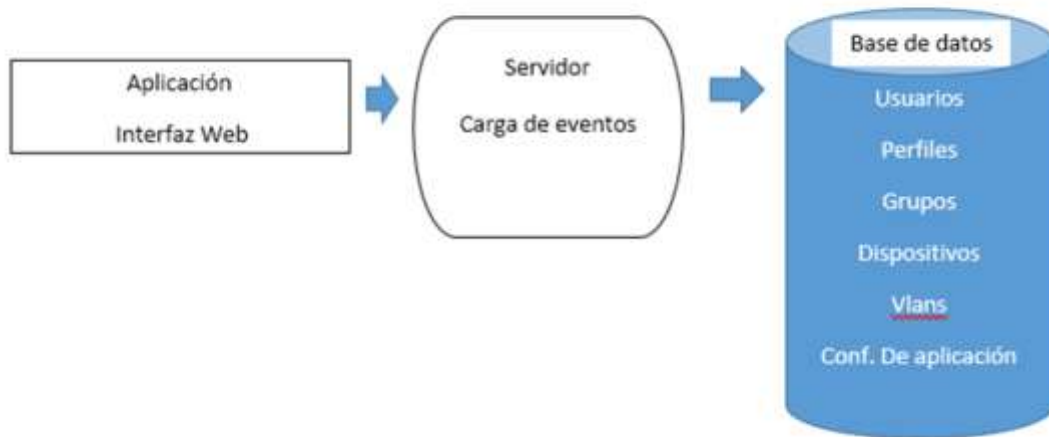 Aplicación
Interfaz Web
Servidor
Carga de eventos
Base de datos
Usuarios
Perfiles
Grupos
Dispositivos
Vlans
Conf. De aplicación